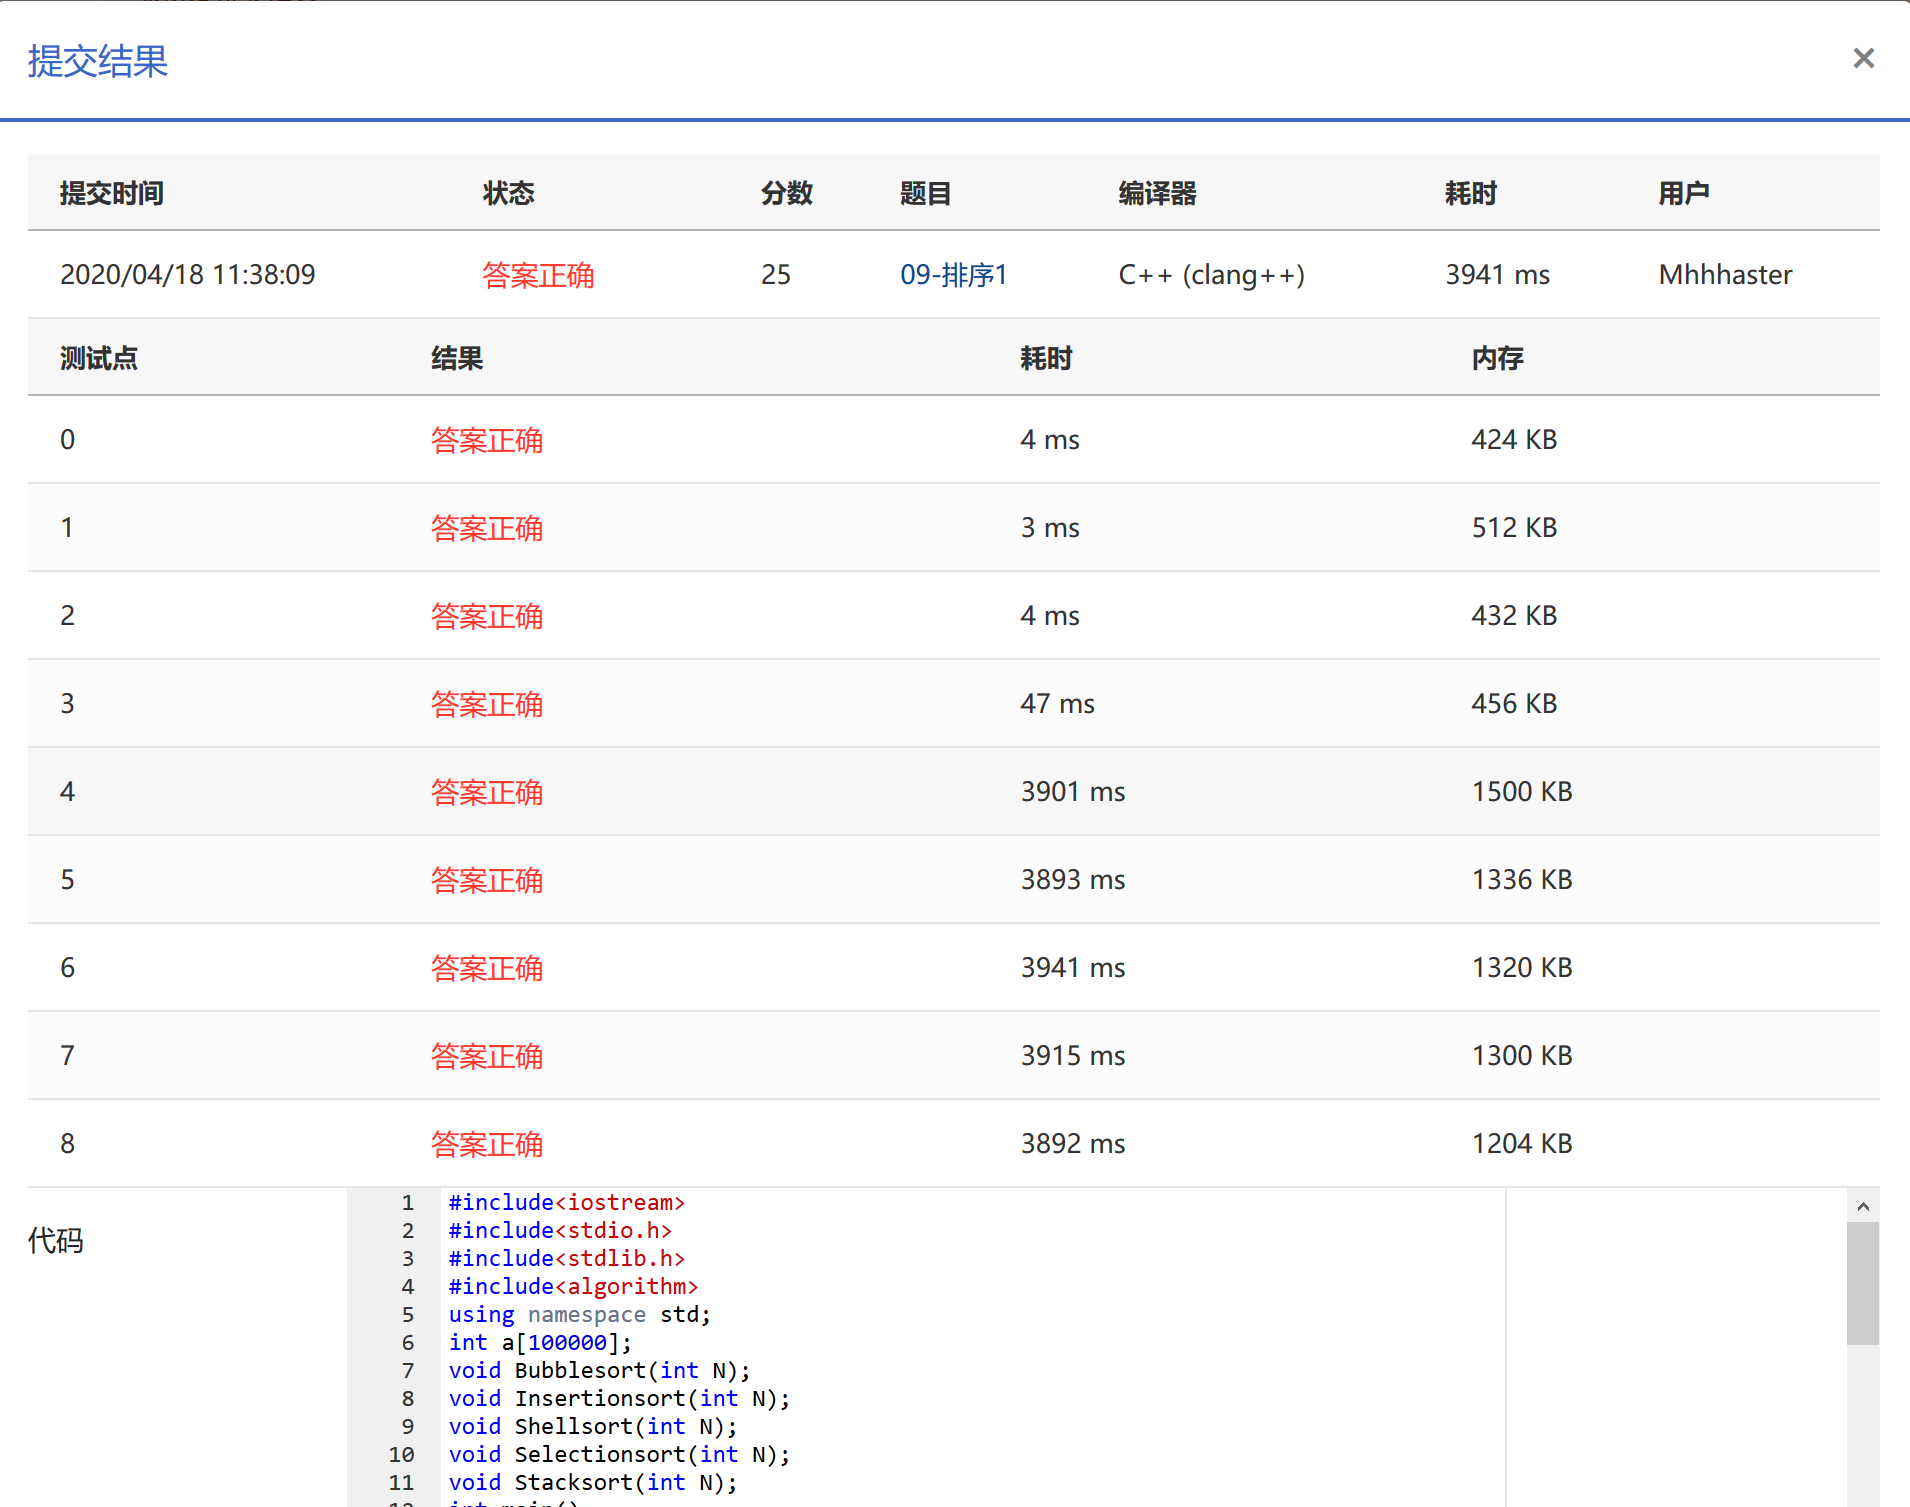 提交结果 ×
提交时间 状态 分数 题目 编译器 耗时 用户
2020/04/18 11:38:09 答案正确 25 09-排序1 C++ (clang++) 3941 ms Mhhhaster
测试点 结果 耗时 内存
0 答案正确 4 ms 424 KB
1 答案正确 3 ms 512 KB
2 答案正确 4 ms 432 KB
3 答案正确 47 ms 456 KB
4 答案正确 3901 ms 1500 KB
5 答案正确 3893 ms 1336 KB
6 答案正确 3941 ms 1320 KB
7 答案正确 3915 ms 1300 KB
8 答案正确 3892 ms 1204 KB
代码
1 #include<iostream>
2 #include<stdio.h>
3 #include<stdlib.h>
4 #include<algorithm>
5 using namespace std;
6 int a[100000];
7 void Bubblesort(int N);
8 void Insertionsort(int N);
9 void Shellsort(int N);
10 void Selectionsort(int N);
11 void Stacksort(int N);
12 int main()